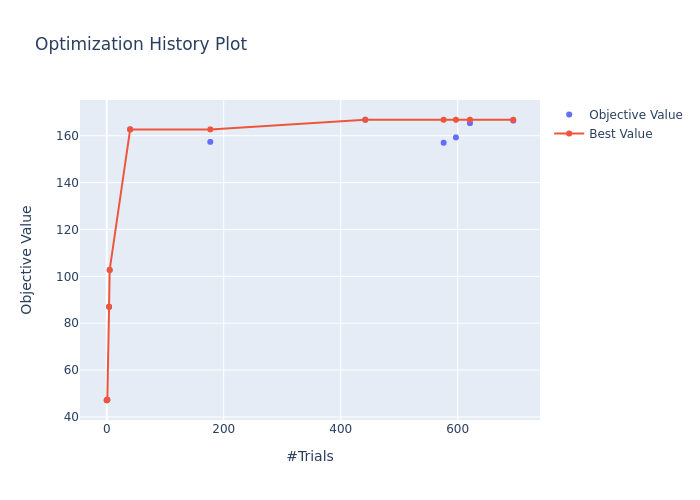 Optimization History Plot
Objective Value
Best Value
160
140
120
100
80
60
40
0
200
400
600
Objective Value
#Trials